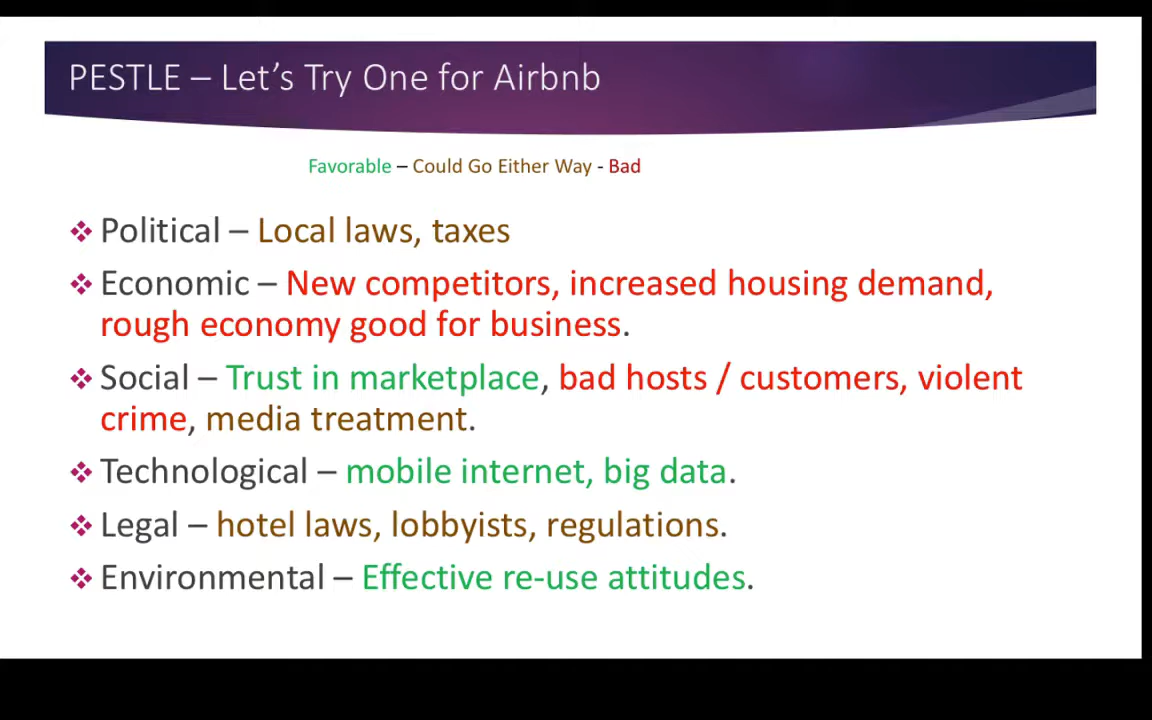 PESTLE – Let’s Try One for Airbnb
Favorable – Could Go Either Way - Bad
❖ Political – Local laws, taxes
❖ Economic – New competitors, increased housing demand,
rough economy good for business.
❖ Social – Trust in marketplace, bad hosts / customers, violent
crime, media treatment.
❖ Technological – mobile internet, big data.
❖ Legal – hotel laws, lobbyists, regulations.
❖ Environmental – Effective re-use attitudes.